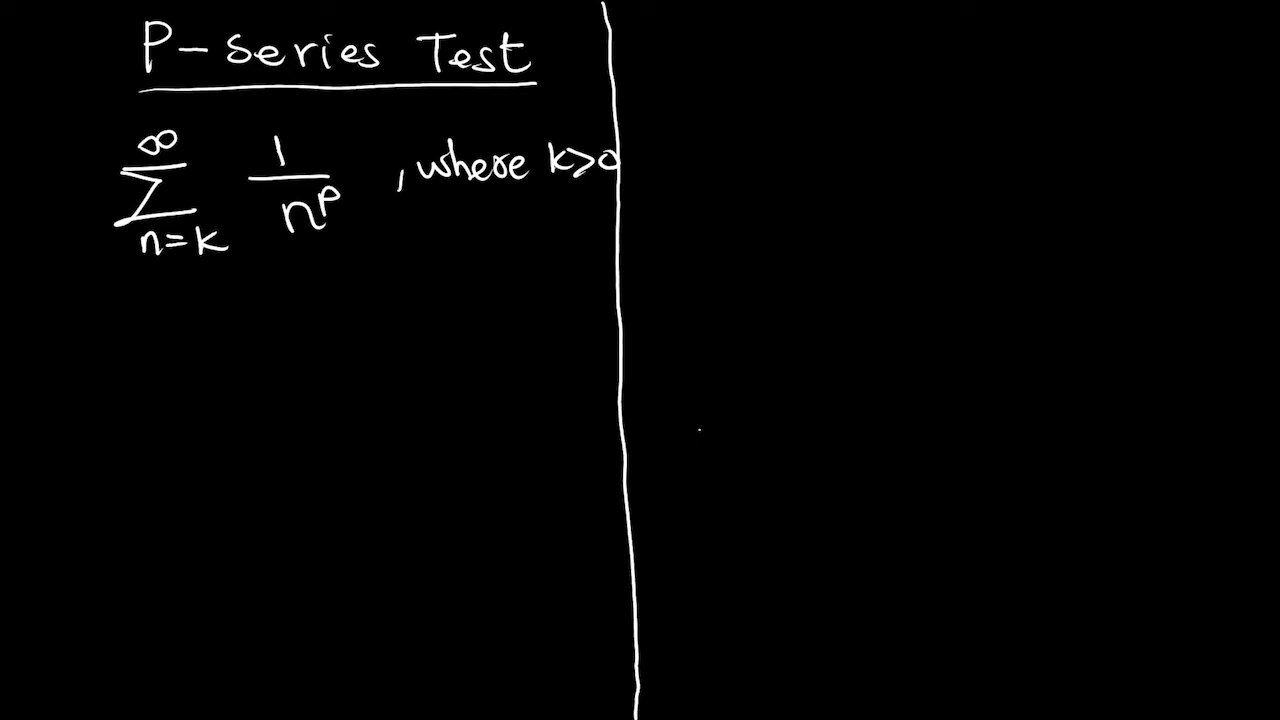 P-Series Test
∞
∑ 1/n^p , where k>0
n=k